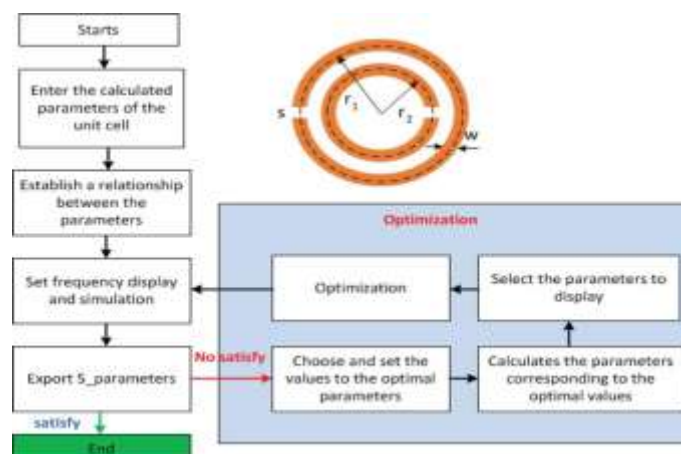 Starts
Enter the calculated
parameters of the
unit cell
Establish a relationship
between the
parameters
Set frequency display
and simulation
Export S_parameters
satisfy
End
No satisfy
s
r1
r2
w
Optimization
Optimization
Select the parameters to
display
Choose and set the
values to the optimal
parameters
Calculates the parameters
corresponding to the
optimal values